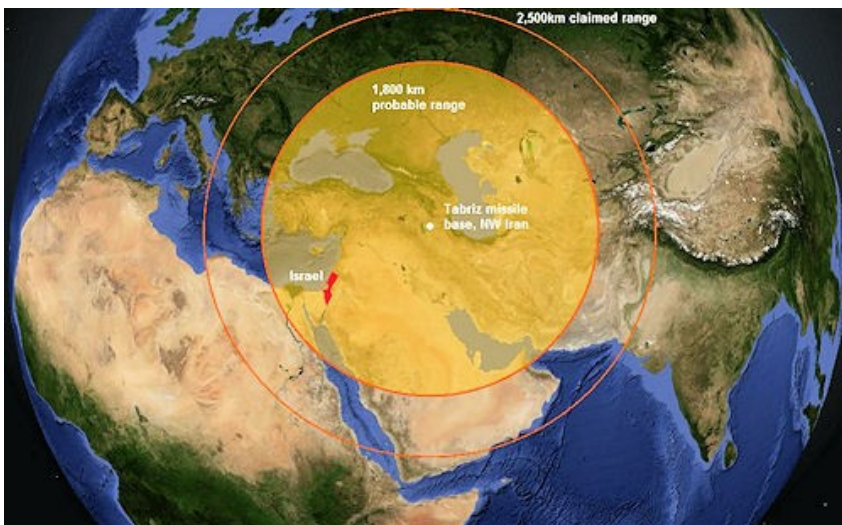 2,500km claimed range
1,800 km
probable range
Tabriz missile
base, NW Iran
Israel